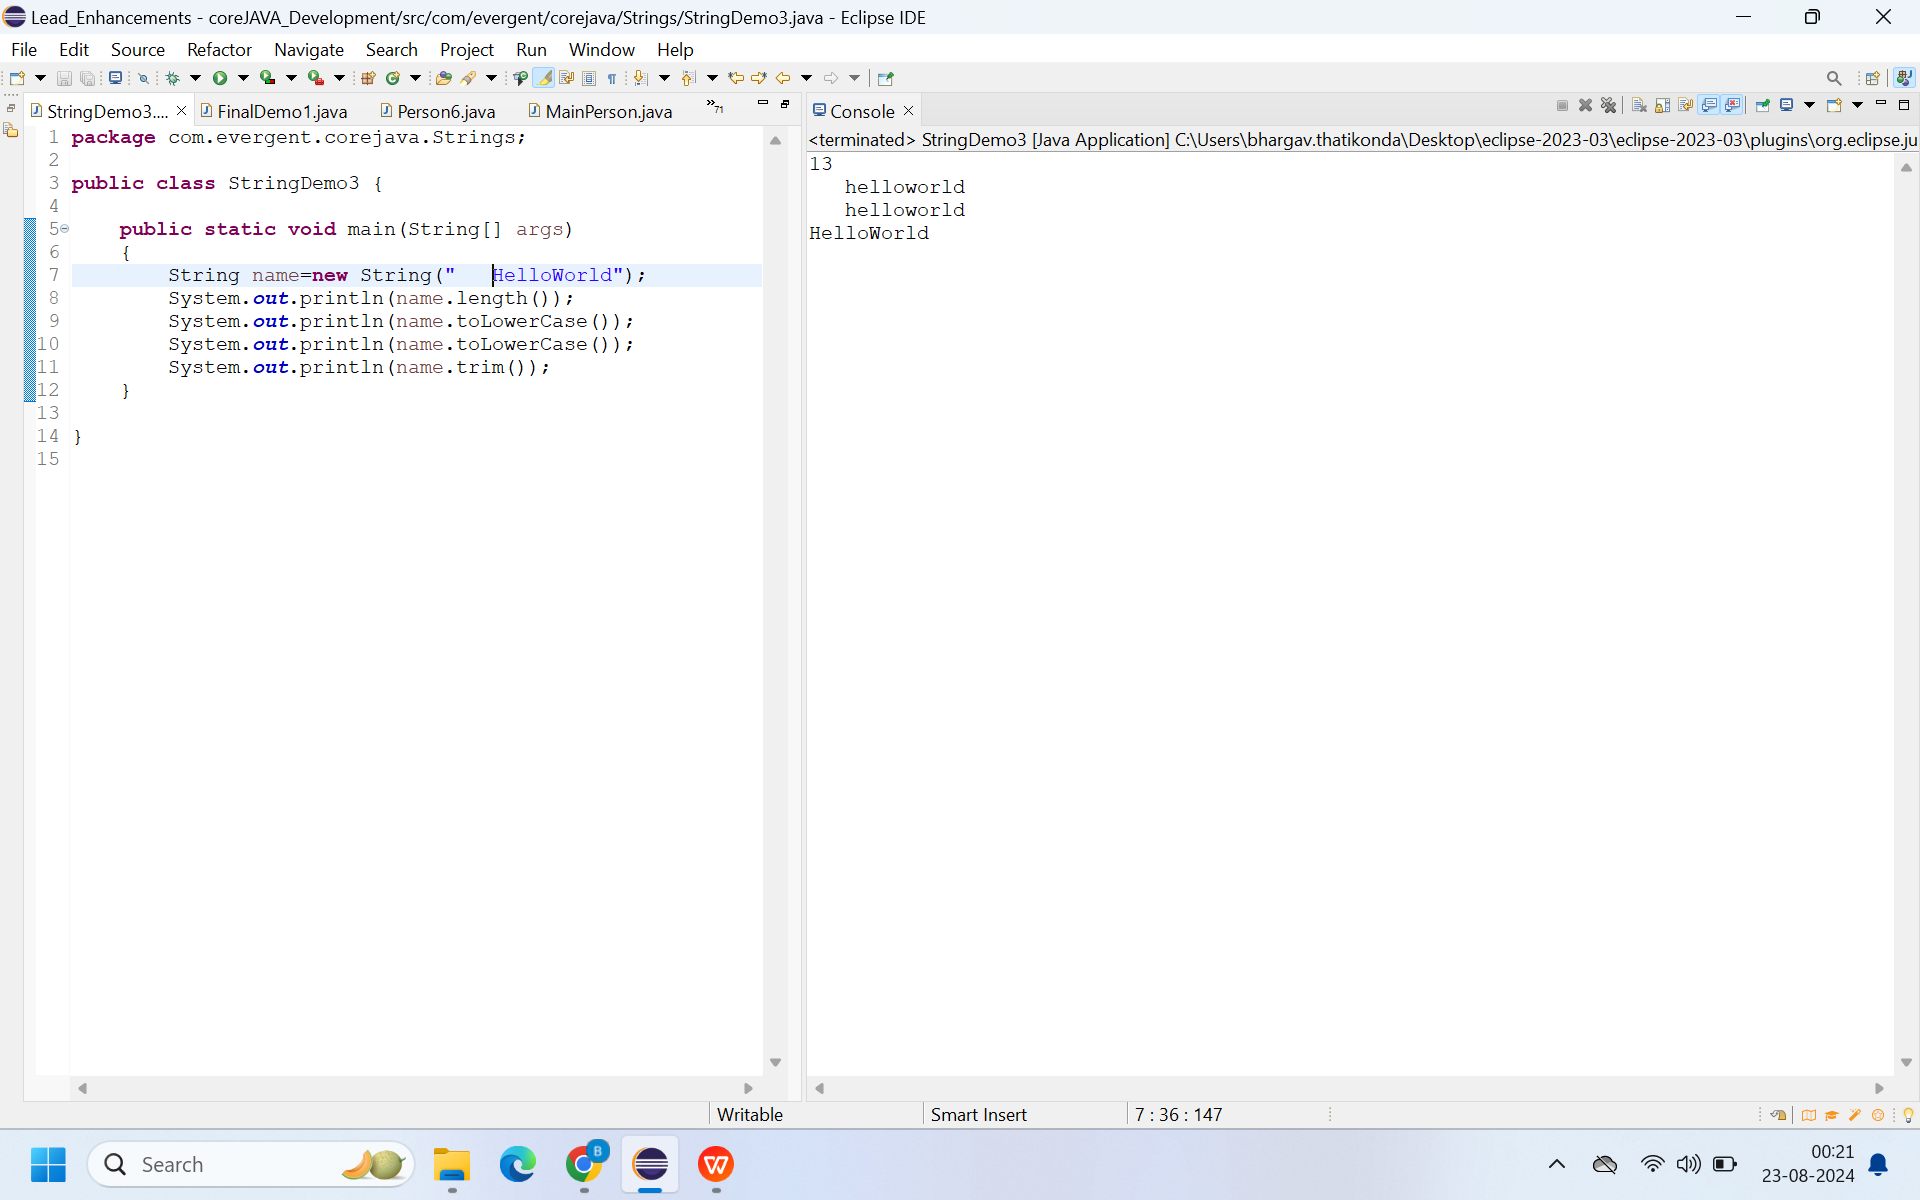 Lead_Enhancements - coreJAVA_Development/src/com/evergent/corejava/Strings/StringDemo3.java - Eclipse IDE
File Edit Source Refactor Navigate Search Project Run Window Help
StringDemo3.... FinalDemo1.java Person6.java MainPerson.java »71
1 package com.evergent.corejava.Strings;
2
3 public class StringDemo3 {
4
5 public static void main(String[] args)
6 {
7 String name=new String("   HelloWorld");
8 System.out.println(name.length());
9 System.out.println(name.toLowerCase());
10 System.out.println(name.toLowerCase());
11 System.out.println(name.trim());
12 }
13
14 }
15
Console
<terminated> StringDemo3 [Java Application] C:\Users\bhargav.thatikonda\Desktop\eclipse-2023-03\eclipse-2023-03\plugins\org.eclipse.ju
13
   helloworld
   helloworld
HelloWorld
Writable Smart Insert 7 : 36 : 147
Search
B
W
00:21
23-08-2024